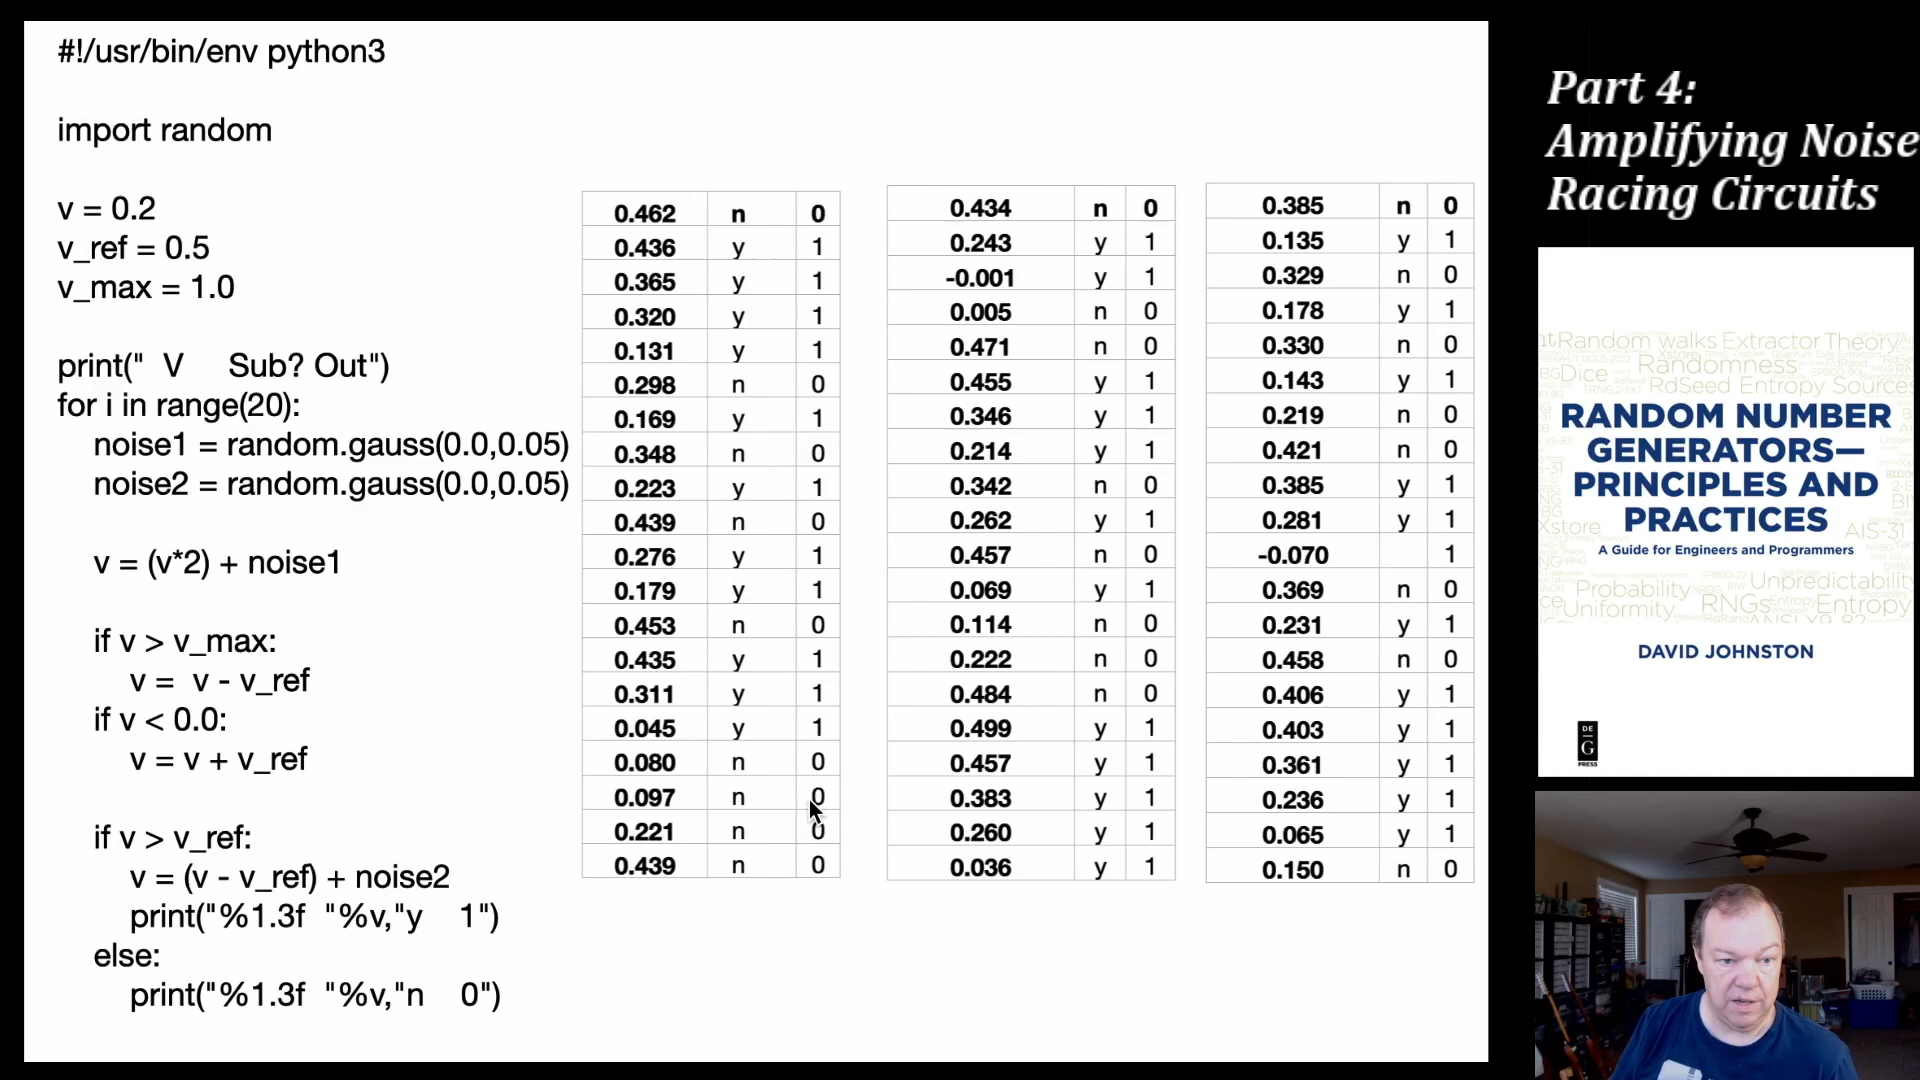 #!/usr/bin/env python3
import random
v = 0.2
v_ref = 0.5
v_max = 1.0
print("  V     Sub? Out")
for i in range(20):
    noise1 = random.gauss(0.0,0.05)
    noise2 = random.gauss(0.0,0.05)
    v = (v*2) + noise1
    if v > v_max:
        v =  v - v_ref
    if v < 0.0:
        v = v + v_ref
    if v > v_ref:
        v = (v - v_ref) + noise2
        print("%1.3f  "%v,"y    1")
    else:
        print("%1.3f  "%v,"n    0")
0.462 n 0
0.436 y 1
0.365 y 1
0.320 y 1
0.131 y 1
0.298 n 0
0.169 y 1
0.348 n 0
0.223 y 1
0.439 n 0
0.276 y 1
0.179 y 1
0.453 n 0
0.435 y 1
0.311 y 1
0.045 y 1
0.080 n 0
0.097 n 0
0.221 n 0
0.439 n 0
0.434 n 0
0.243 y 1
-0.001 y 1
0.005 n 0
0.471 n 0
0.455 y 1
0.346 y 1
0.214 y 1
0.342 n 0
0.262 y 1
0.457 n 0
0.069 y 1
0.114 n 0
0.222 n 0
0.484 n 0
0.499 y 1
0.457 y 1
0.383 y 1
0.260 y 1
0.036 y 1
0.385 n 0
0.135 y 1
0.329 n 0
0.178 y 1
0.330 n 0
0.143 y 1
0.219 n 0
0.421 n 0
0.385 y 1
0.281 y 1
-0.070 1
0.369 n 0
0.231 y 1
0.458 n 0
0.406 y 1
0.403 y 1
0.361 y 1
0.236 y 1
0.065 y 1
0.150 n 0
Part 4:
Amplifying Noise
Racing Circuits
Random walks Extractor Theory
Randomness
Dice
RdSeed Entropy Sources
RANDOM NUMBER
GENERATORS—
PRINCIPLES AND
PRACTICES
Xstore
AIS-31
A Guide for Engineers and Programmers
Probability
Unpredictability
Uniformity
RNGs
Entropy
DAVID JOHNSTON
DE
G
PRESS